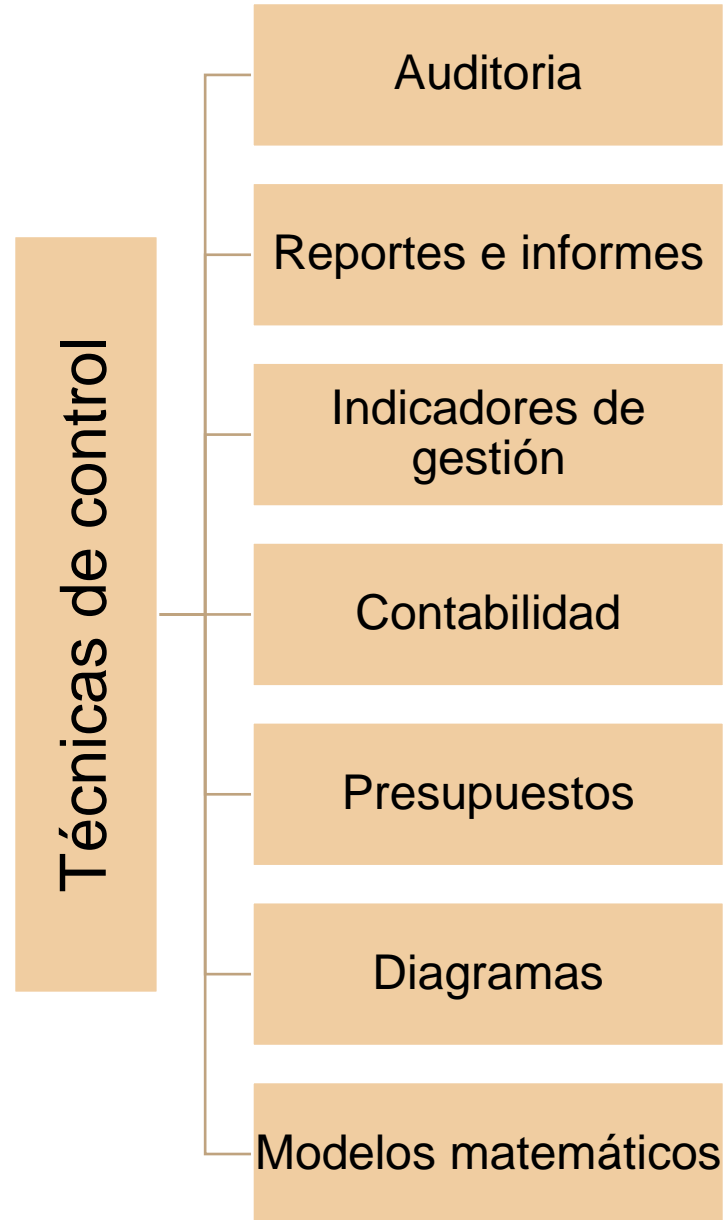 Técnicas de control
Auditoria
Reportes e informes
Indicadores de
gestión
Contabilidad
Presupuestos
Diagramas
Modelos matemáticos